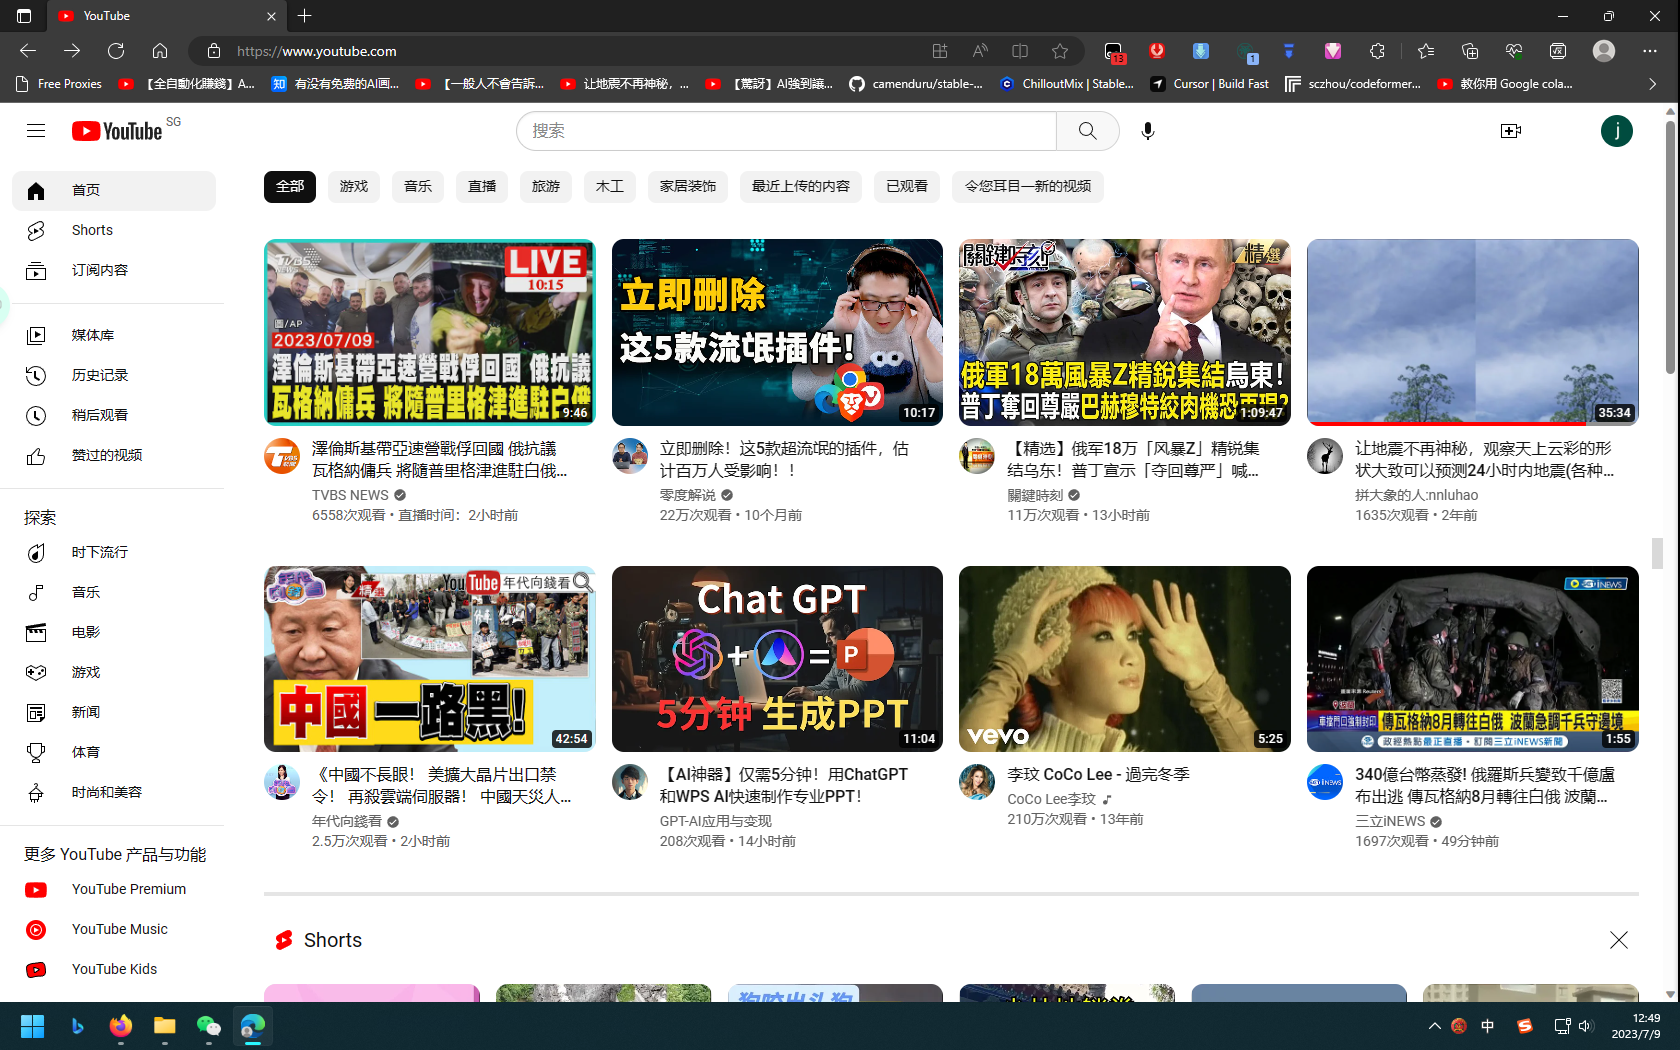 YouTube
https://www.youtube.com
13
1
Free Proxies
【全自動化賺錢】A...
有没有免费的AI画...
【一般人不會告訴...
让地震不再神秘，...
【驚訝】AI強到讓...
camenduru/stable-...
ChilloutMix | Stable...
Cursor | Build Fast
sczhou/codeformer...
教你用 Google cola...
YouTube SG
搜索
j
首页
Shorts
订阅内容
媒体库
历史记录
稍后观看
赞过的视频
探索
时下流行
音乐
电影
游戏
新闻
体育
时尚和美容
更多 YouTube 产品与功能
YouTube Premium
YouTube Music
YouTube Kids
全部
游戏
音乐
直播
旅游
木工
家居装饰
最近上传的内容
已观看
令您耳目一新的视频
TVBS NEWS
LIVE
10:15
圖/AP
2023/07/09
澤倫斯基帶亞速營戰俘回國 俄抗議
瓦格納傭兵 將隨普里格津進駐白俄
9:46
澤倫斯基帶亞速營戰俘回國 俄抗議
瓦格納傭兵 將隨普里格津進駐白俄...
TVBS NEWS
6558次观看 • 直播时间：2小时前
立即删除
这5款流氓插件!
10:17
立即删除！这5款超流氓的插件，估
计百万人受影响！！
零度解说
22万次观看 • 10个月前
關鍵時刻
精選
俄軍18萬風暴Z精銳集結烏東!
普丁奪回尊嚴巴赫穆特絞肉機恐再現?
1:09:47
【精选】俄军18万「风暴Z」精锐集
结乌东！普丁宣示「夺回尊严」喊...
關鍵時刻
11万次观看 • 13小时前
35:34
让地震不再神秘，观察天上云彩的形
状大致可以预测24小时内地震(各种...
拼大象的人:nnluhao
1635次观看 • 2年前
精選
YouTube 年代向錢看
中國一路黑!
42:54
《中國不長眼！ 美擴大晶片出口禁
令！ 再殺雲端伺服器！ 中國天災人...
年代向錢看
2.5万次观看 • 2小时前
Chat GPT
+ = P
5分钟 生成PPT
11:04
【AI神器】仅需5分钟！用ChatGPT
和WPS AI快速制作专业PPT！
GPT-AI应用与变现
208次观看 • 14小时前
vevo
5:25
李玟 CoCo Lee - 過完冬季
CoCo Lee李玟
210万次观看 • 13年前
iNEWS
傳瓦格納8月轉往白俄 波蘭急調千兵守邊境
政經熱點最正直播・訂閱三立iNEWS新聞
1:55
340億台幣蒸發! 俄羅斯兵變致千億盧
布出逃 傳瓦格納8月轉往白俄 波蘭...
三立iNEWS
1697次观看 • 49分钟前
Shorts
狗咬出头狗
中
12:49
2023/7/9